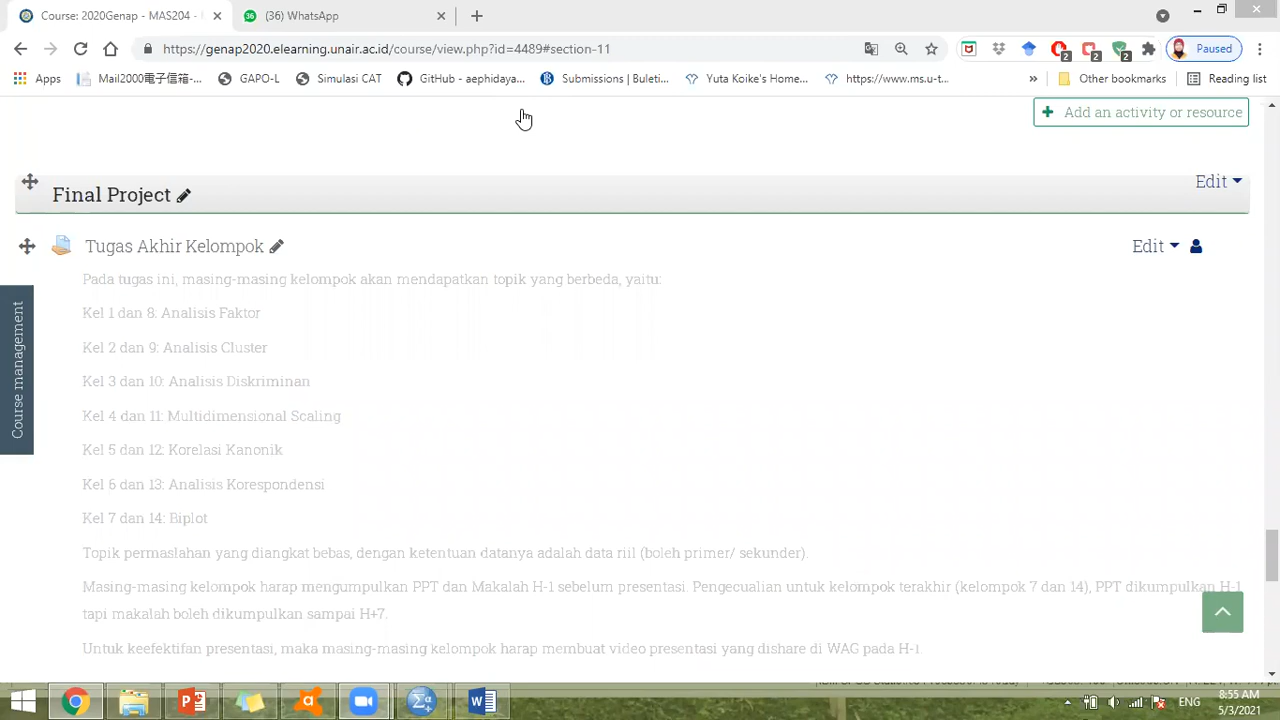 Course: 2020Genap - MAS204 -
(36) WhatsApp
https://genap2020.elearning.unair.ac.id/course/view.php?id=4489#section-11
Paused
Apps
Mail2000電子信箱-...
GAPO-L
Simulasi CAT
GitHub - aephidaya...
Submissions | Buleti...
Yuta Koike's Home...
https://www.ms.u-t...
Other bookmarks
Reading list
Add an activity or resource
Final Project
Edit
Tugas Akhir Kelompok
Edit
Pada tugas ini, masing-masing kelompok akan mendapatkan topik yang berbeda, yaitu:
Kel 1 dan 8: Analisis Faktor
Kel 2 dan 9: Analisis Cluster
Kel 3 dan 10: Analisis Diskriminan
Kel 4 dan 11: Multidimensional Scaling
Kel 5 dan 12: Korelasi Kanonik
Kel 6 dan 13: Analisis Korespondensi
Kel 7 dan 14: Biplot
Topik permaslahan yang diangkat bebas, dengan ketentuan datanya adalah data riil (boleh primer/ sekunder).
Masing-masing kelompok harap mengumpulkan PPT dan Makalah H-1 sebelum presentasi. Pengecualian untuk kelompok terakhir (kelompok 7 dan 14), PPT dikumpulkan H-1
tapi makalah boleh dikumpulkan sampai H+7.
Untuk keefektifan presentasi, maka masing-masing kelompok harap membuat video presentasi yang dishare di WAG pada H-1.
Course management
ENG
8:55 AM
5/3/2021